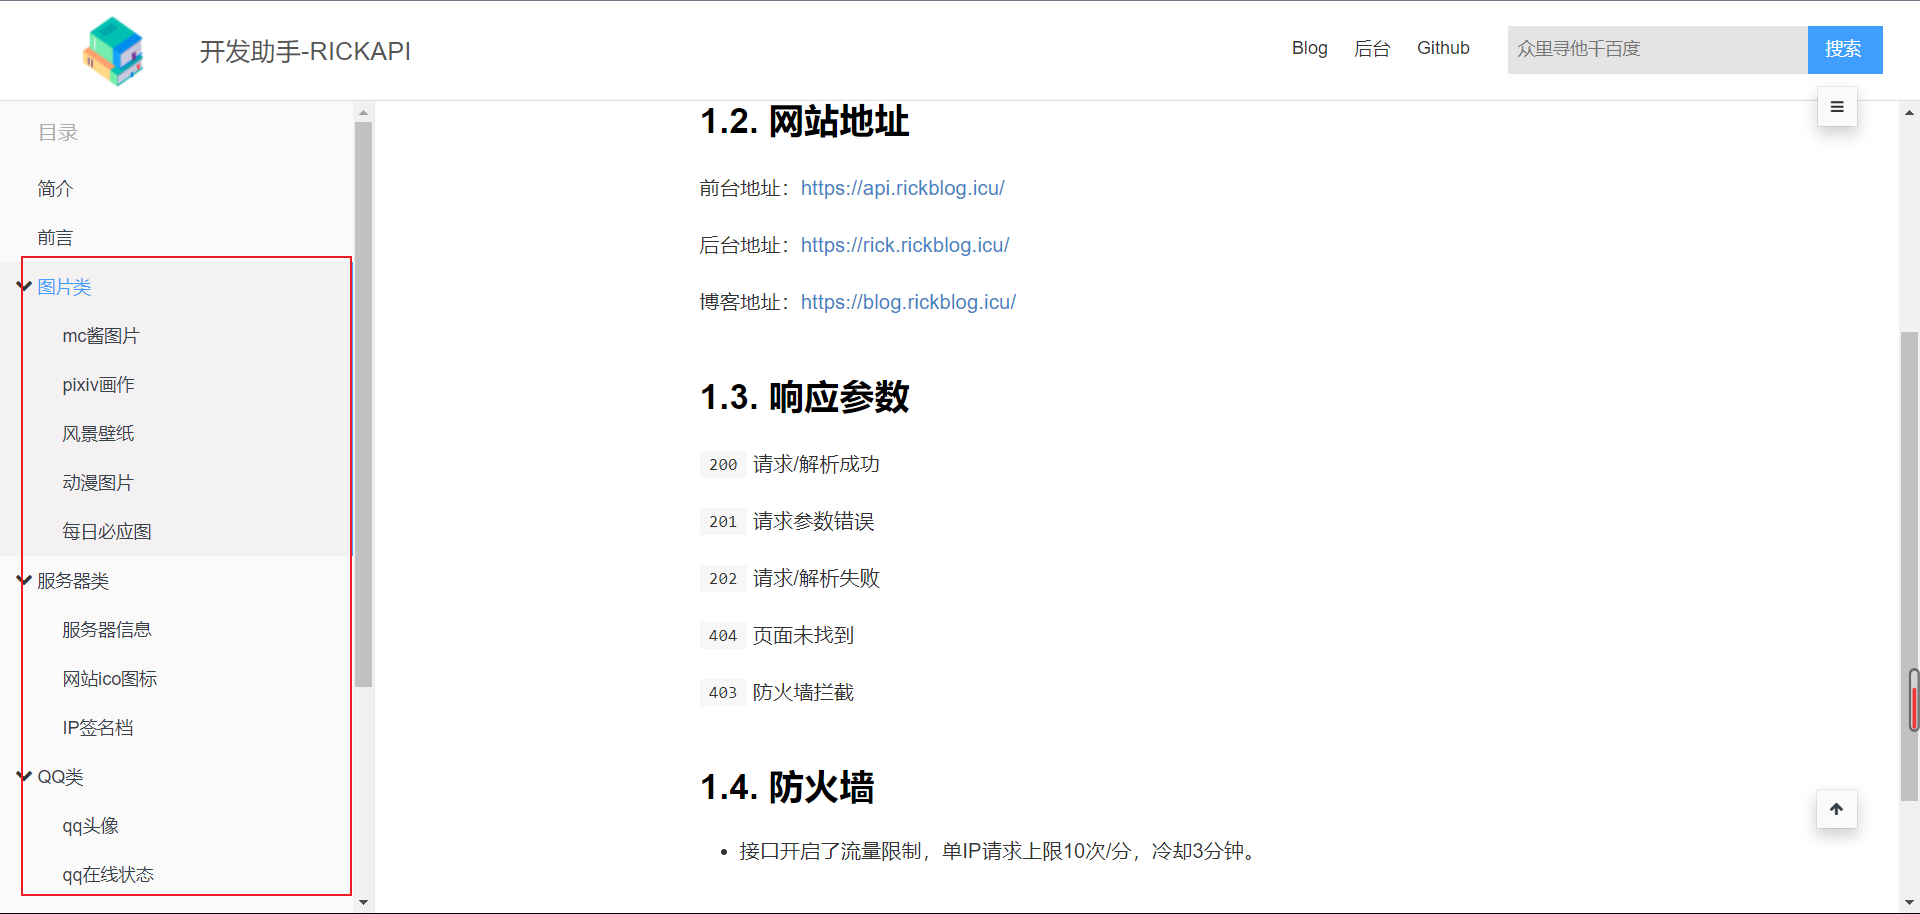 开发助手-RICKAPI
Blog 后台 Github 众里寻他千百度 搜索
目录
简介
前言
图片类
mc酱图片
pixiv画作
风景壁纸
动漫图片
每日必应图
服务器类
服务器信息
网站ico图标
IP签名档
QQ类
qq头像
qq在线状态
1.2. 网站地址
前台地址：https://api.rickblog.icu/
后台地址：https://rick.rickblog.icu/
博客地址：https://blog.rickblog.icu/
1.3. 响应参数
200 请求/解析成功
201 请求参数错误
202 请求/解析失败
404 页面未找到
403 防火墙拦截
1.4. 防火墙
• 接口开启了流量限制，单IP请求上限10次/分，冷却3分钟。